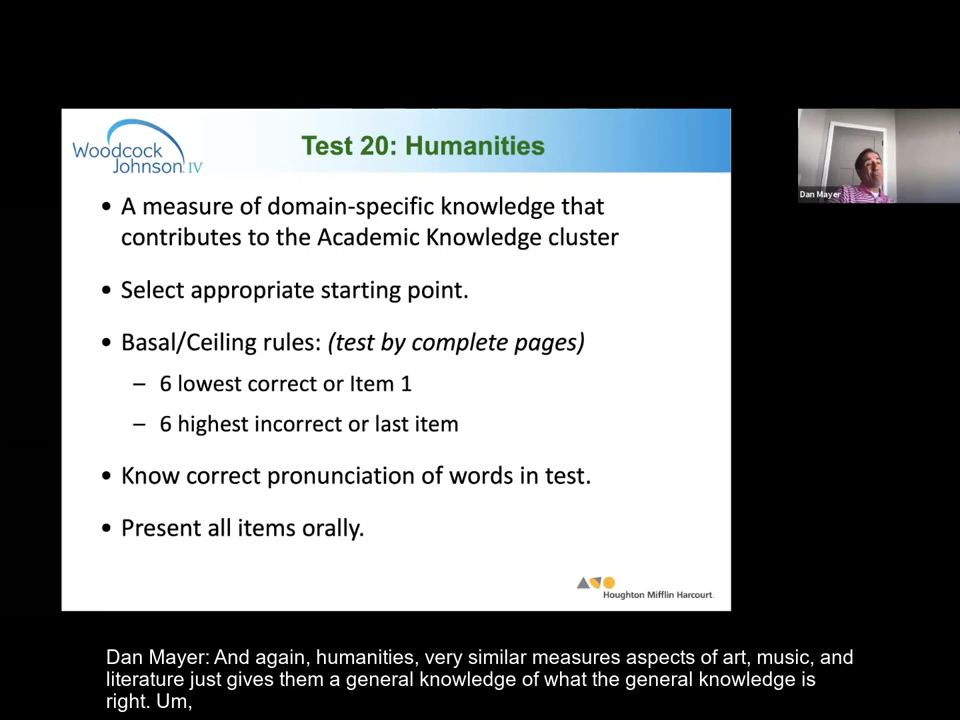 Woodcock
Johnson IV
Test 20: Humanities
• A measure of domain-specific knowledge that
contributes to the Academic Knowledge cluster
• Select appropriate starting point.
• Basal/Ceiling rules: (test by complete pages)
– 6 lowest correct or Item 1
– 6 highest incorrect or last item
• Know correct pronunciation of words in test.
• Present all items orally.
Houghton Mifflin Harcourt.
Dan Mayer
Dan Mayer: And again, humanities, very similar measures aspects of art, music, and
literature just gives them a general knowledge of what the general knowledge is
right. Um,